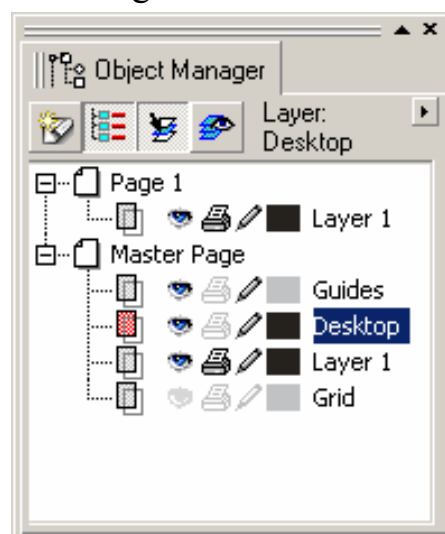 Object Manager
Layer:
Desktop
Page 1
Layer 1
Master Page
Guides
Desktop
Layer 1
Grid